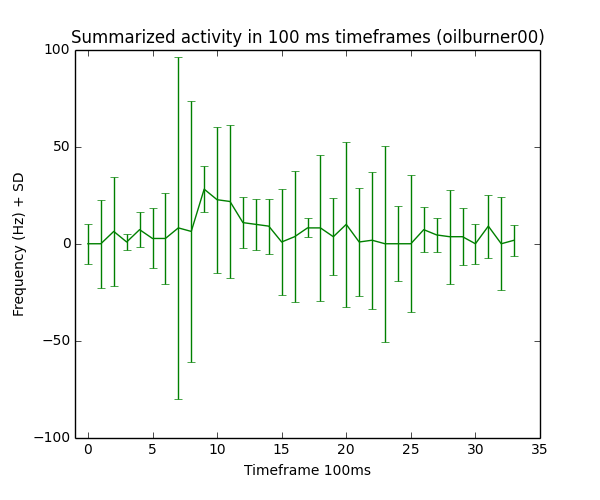 Summarized activity in 100 ms timeframes (oilburner00)
100
50
0
−50
−100
Frequency (Hz) + SD
0 5 10 15 20 25 30 35
Timeframe 100ms